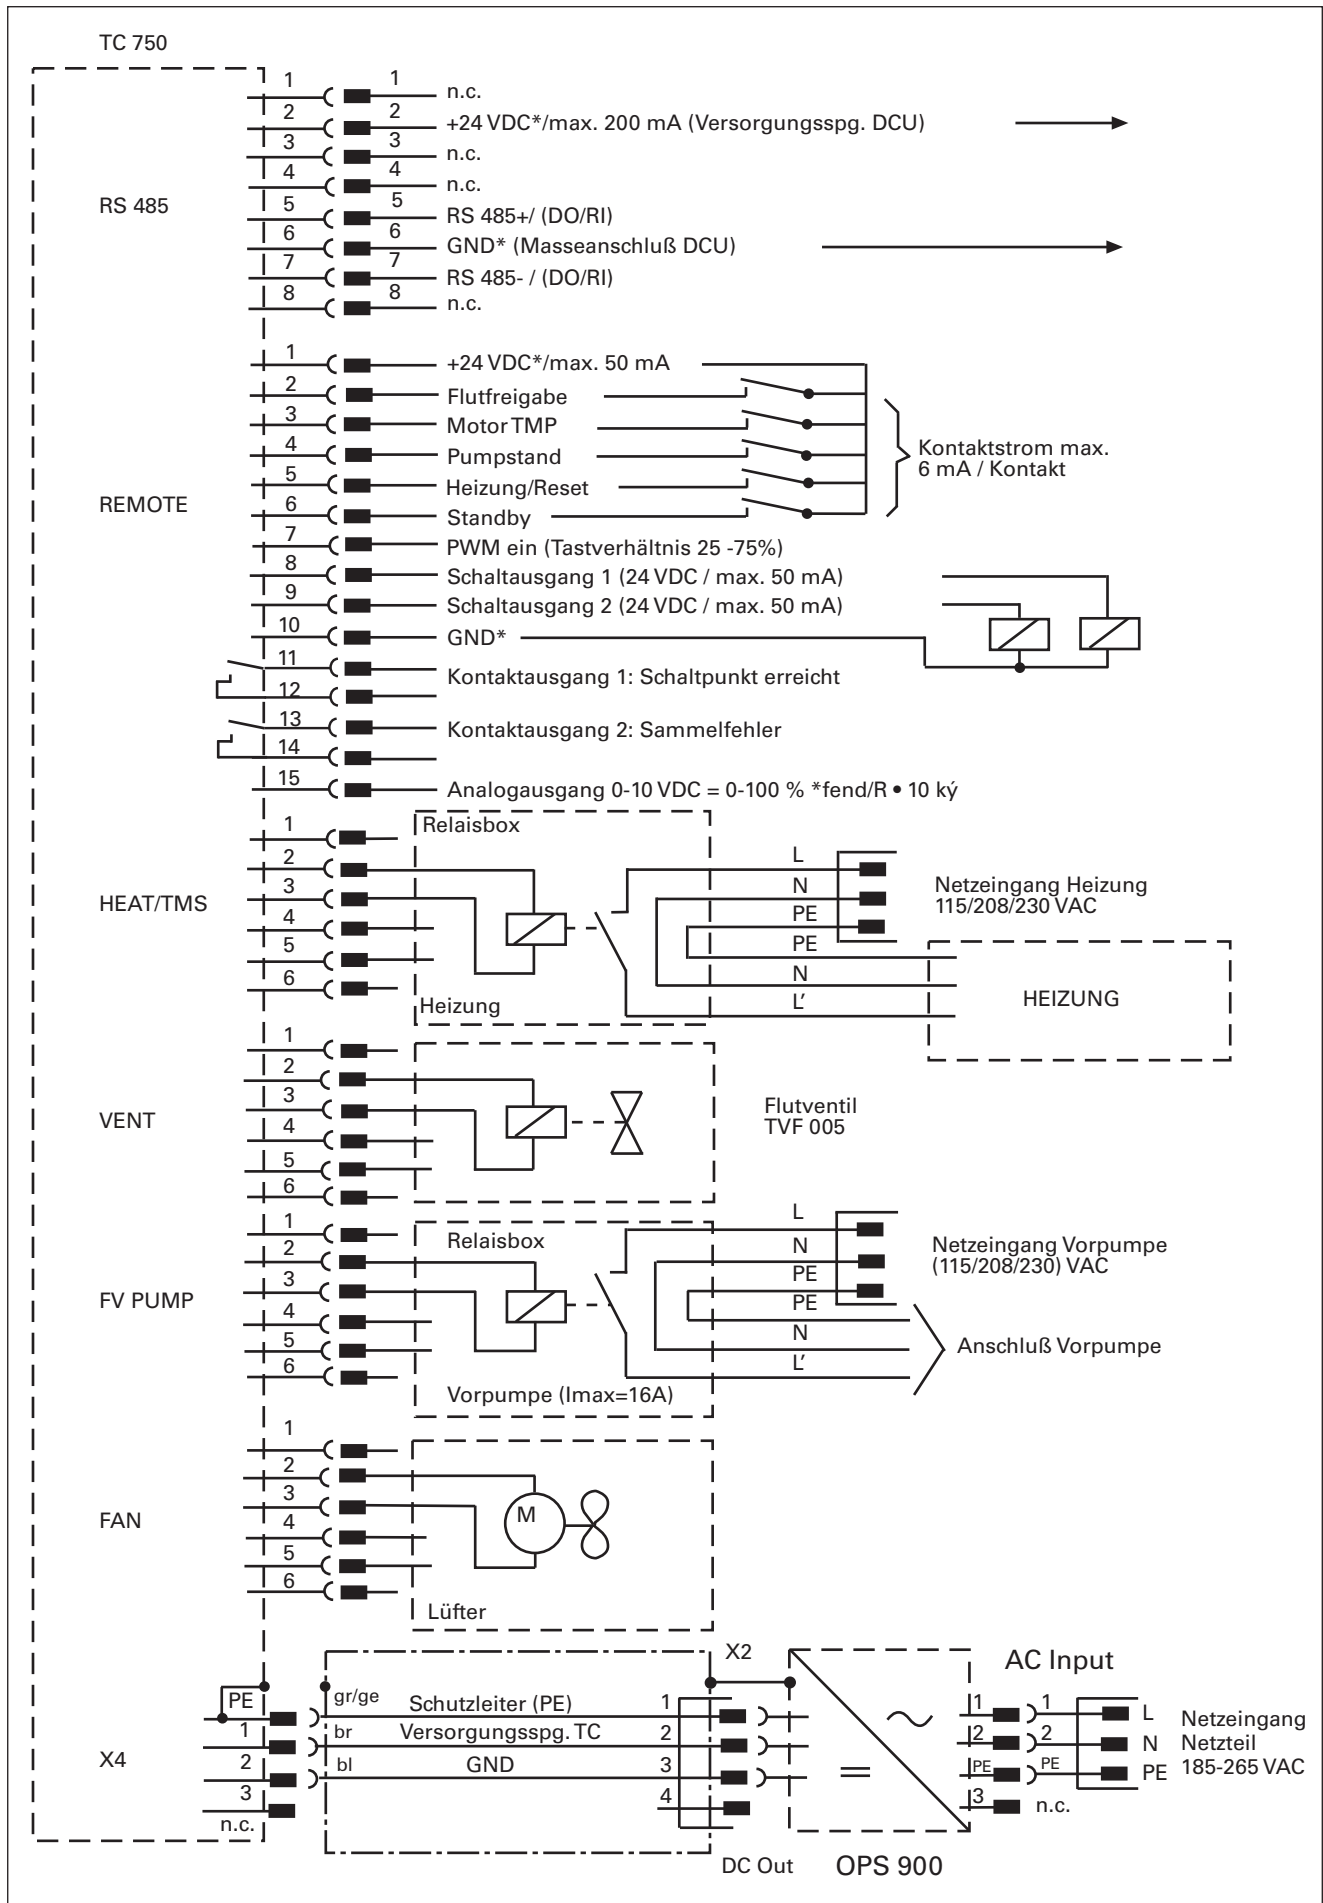 TC 750
RS 485
1 1 n.c.
2 2 +24 VDC*/max. 200 mA (Versorgungsspg. DCU)
3 3 n.c.
4 4 n.c.
5 5 RS 485+/ (DO/RI)
6 6 GND* (Masseanschluß DCU)
7 7 RS 485- / (DO/RI)
8 8 n.c.
REMOTE
1 +24 VDC*/max. 50 mA
2 Flutfreigabe
3 Motor TMP
4 Pumpstand
5 Heizung/Reset
6 Standby
Kontaktstrom max.
6 mA / Kontakt
7 PWM ein (Tastverhältnis 25 -75%)
8 Schaltausgang 1 (24 VDC / max. 50 mA)
9 Schaltausgang 2 (24 VDC / max. 50 mA)
10 GND*
11
Kontaktausgang 1: Schaltpunkt erreicht
12
13 Kontaktausgang 2: Sammelfehler
14
15 Analogausgang 0-10 VDC = 0-100 % *fend/R • 10 ký
HEAT/TMS
1
2
3
4
5
6
Relaisbox
Heizung
L
N
PE
PE
N
L’
Netzeingang Heizung
115/208/230 VAC
HEIZUNG
VENT
1
2
3
4
5
6
Flutventil
TVF 005
FV PUMP
1
2
3
4
5
6
Relaisbox
Vorpumpe (Imax=16A)
L
N
PE
PE
N
L’
Netzeingang Vorpumpe
(115/208/230) VAC
Anschluß Vorpumpe
FAN
1
2
3
4
5
6
M
Lüfter
X4
PE
1
2
3
n.c.
gr/ge Schutzleiter (PE) 1
br Versorgungsspg. TC 2
bl GND 3
4
X2
DC Out
OPS 900
AC Input
1 1 L
2 2 N
PE PE PE
3 n.c.
Netzeingang
Netzteil
185-265 VAC